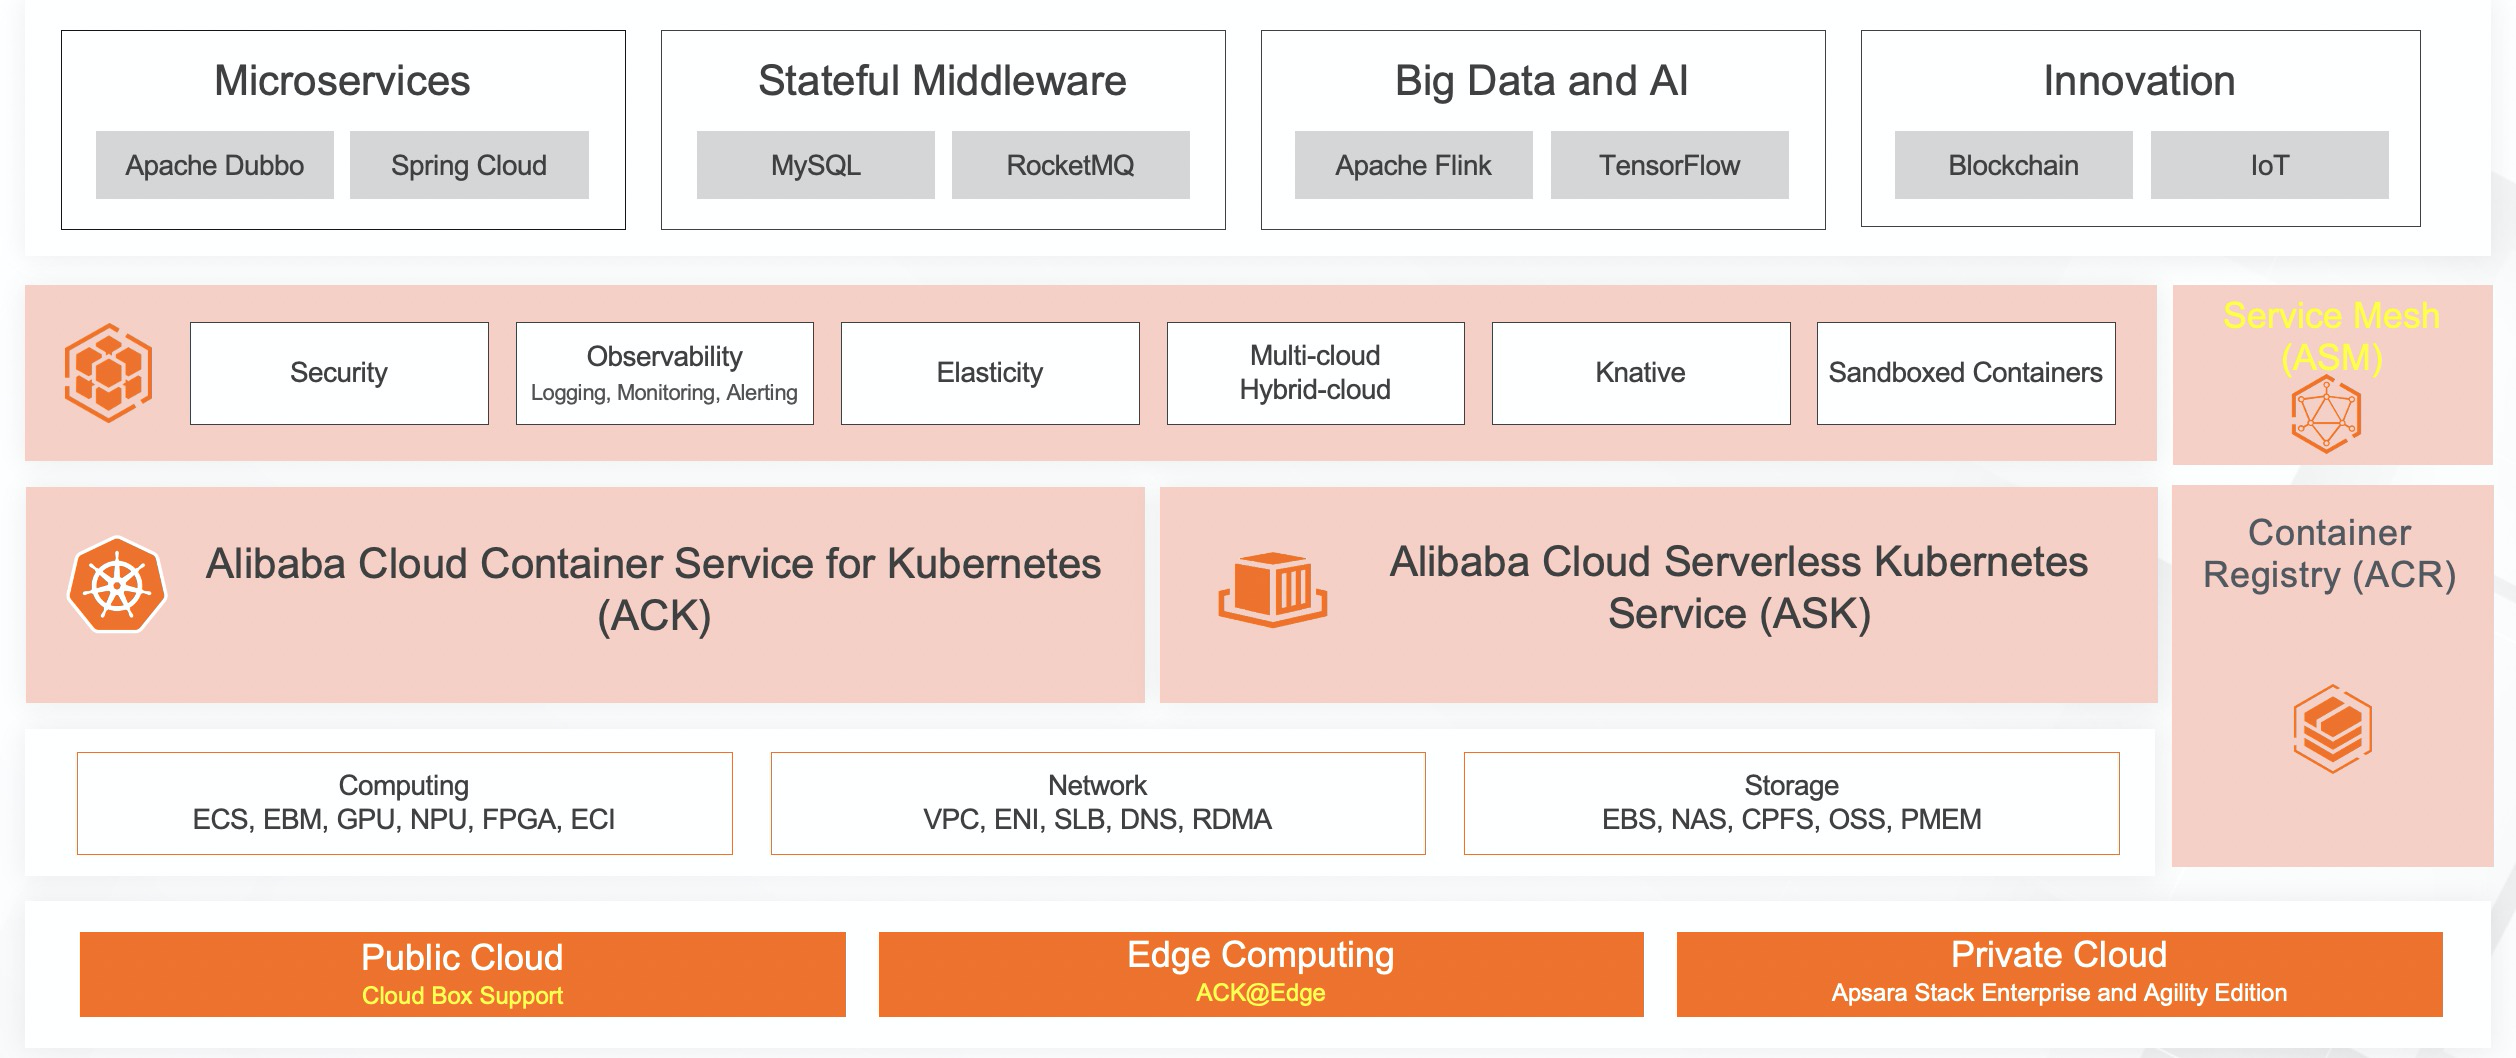 Microservices
Apache Dubbo
Spring Cloud
Stateful Middleware
MySQL
RocketMQ
Big Data and AI
Apache Flink
TensorFlow
Innovation
Blockchain
IoT
Security
Observability
Logging, Monitoring, Alerting
Elasticity
Multi-cloud
Hybrid-cloud
Knative
Sandboxed Containers
Service Mesh
(ASM)
Alibaba Cloud Container Service for Kubernetes
(ACK)
Alibaba Cloud Serverless Kubernetes
Service (ASK)
Container
Registry (ACR)
Computing
ECS, EBM, GPU, NPU, FPGA, ECI
Network
VPC, ENI, SLB, DNS, RDMA
Storage
EBS, NAS, CPFS, OSS, PMEM
Public Cloud
Cloud Box Support
Edge Computing
ACK@Edge
Private Cloud
Apsara Stack Enterprise and Agility Edition